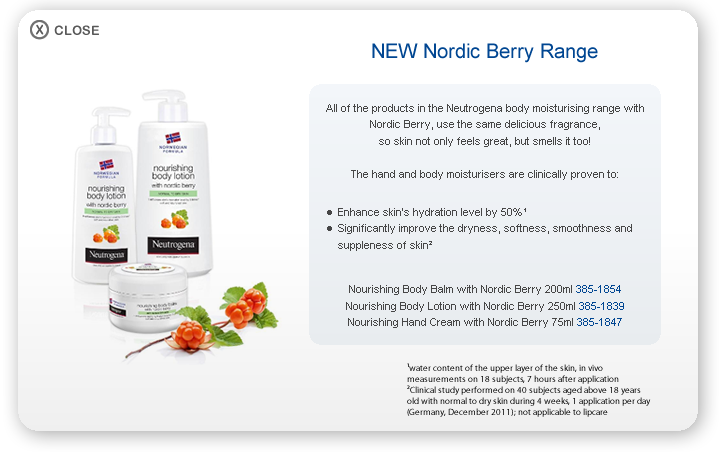 X CLOSE
NEW Nordic Berry Range
All of the products in the Neutrogena body moisturising range with
Nordic Berry, use the same delicious fragrance,
so skin not only feels great, but smells it too!
The hand and body moisturisers are clinically proven to:
● Enhance skin's hydration level by 50%¹
● Significantly improve the dryness, softness, smoothness and
suppleness of skin²
Nourishing Body Balm with Nordic Berry 200ml 385-1854
Nourishing Body Lotion with Nordic Berry 250ml 385-1839
Nourishing Hand Cream with Nordic Berry 75ml 385-1847
¹water content of the upper layer of the skin, in vivo
measurements on 18 subjects, 7 hours after application
²Clinical study performed on 40 subjects aged above 18 years
old with normal to dry skin during 4 weeks, 1 application per day
(Germany, December 2011); not applicable to lipcare
NORWEGIAN
FORMULA
nourishing
body lotion
with nordic berry
Neutrogena
NORWEGIAN
FORMULA
nourishing
body lotion
with nordic berry
Neutrogena
nourishing body balm
with nordic berry